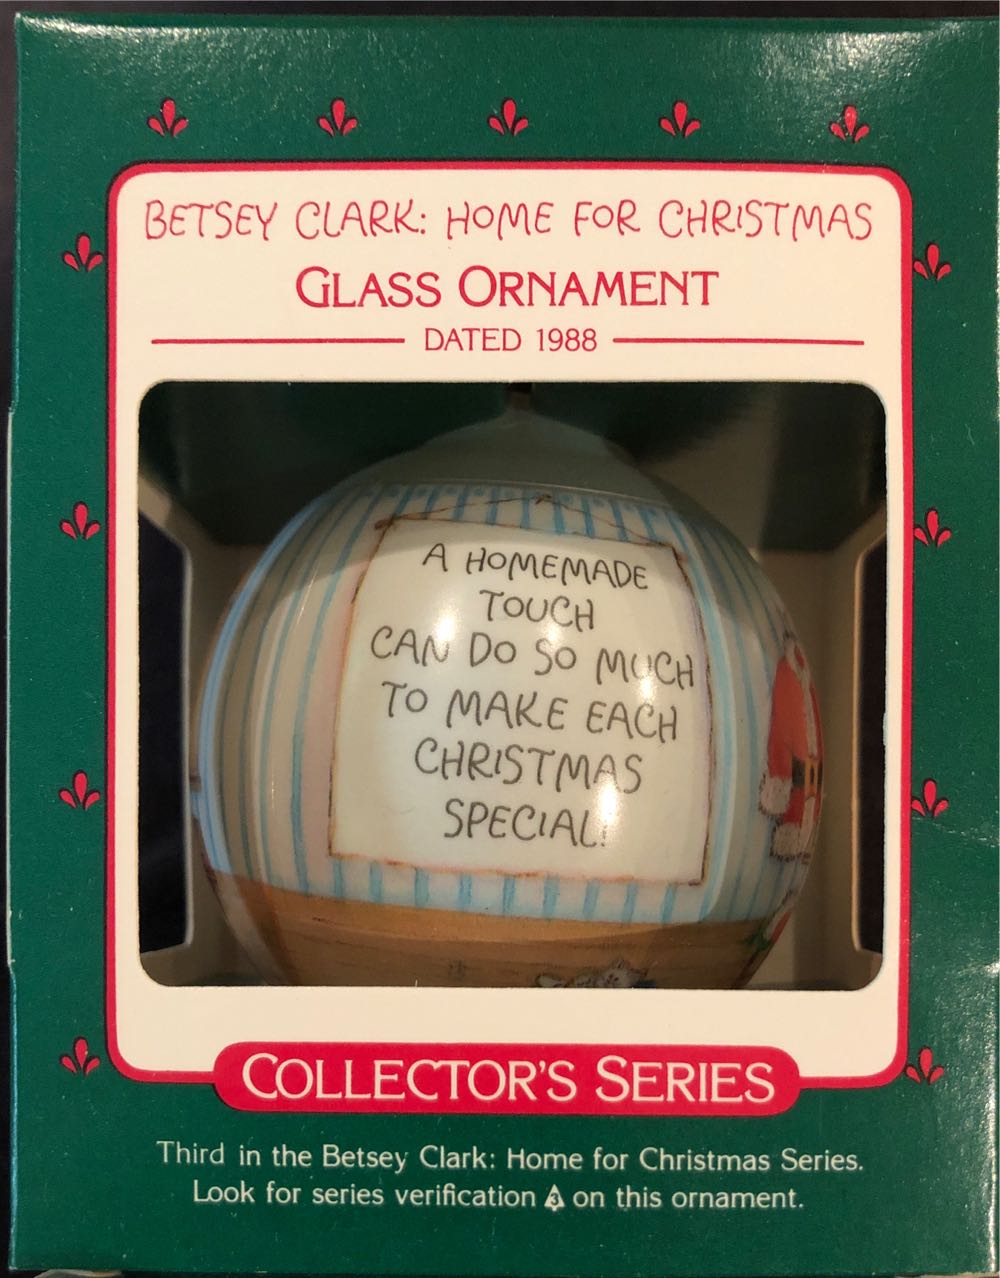 BETSEY CLARK: HOME FOR CHRISTMAS
GLASS ORNAMENT
DATED 1988
A HOMEMADE
TOUCH
CAN DO SO MUCH
TO MAKE EACH
CHRISTMAS
SPECIAL!
COLLECTOR'S SERIES
Third in the Betsey Clark: Home for Christmas Series.
Look for series verification 3 on this ornament.